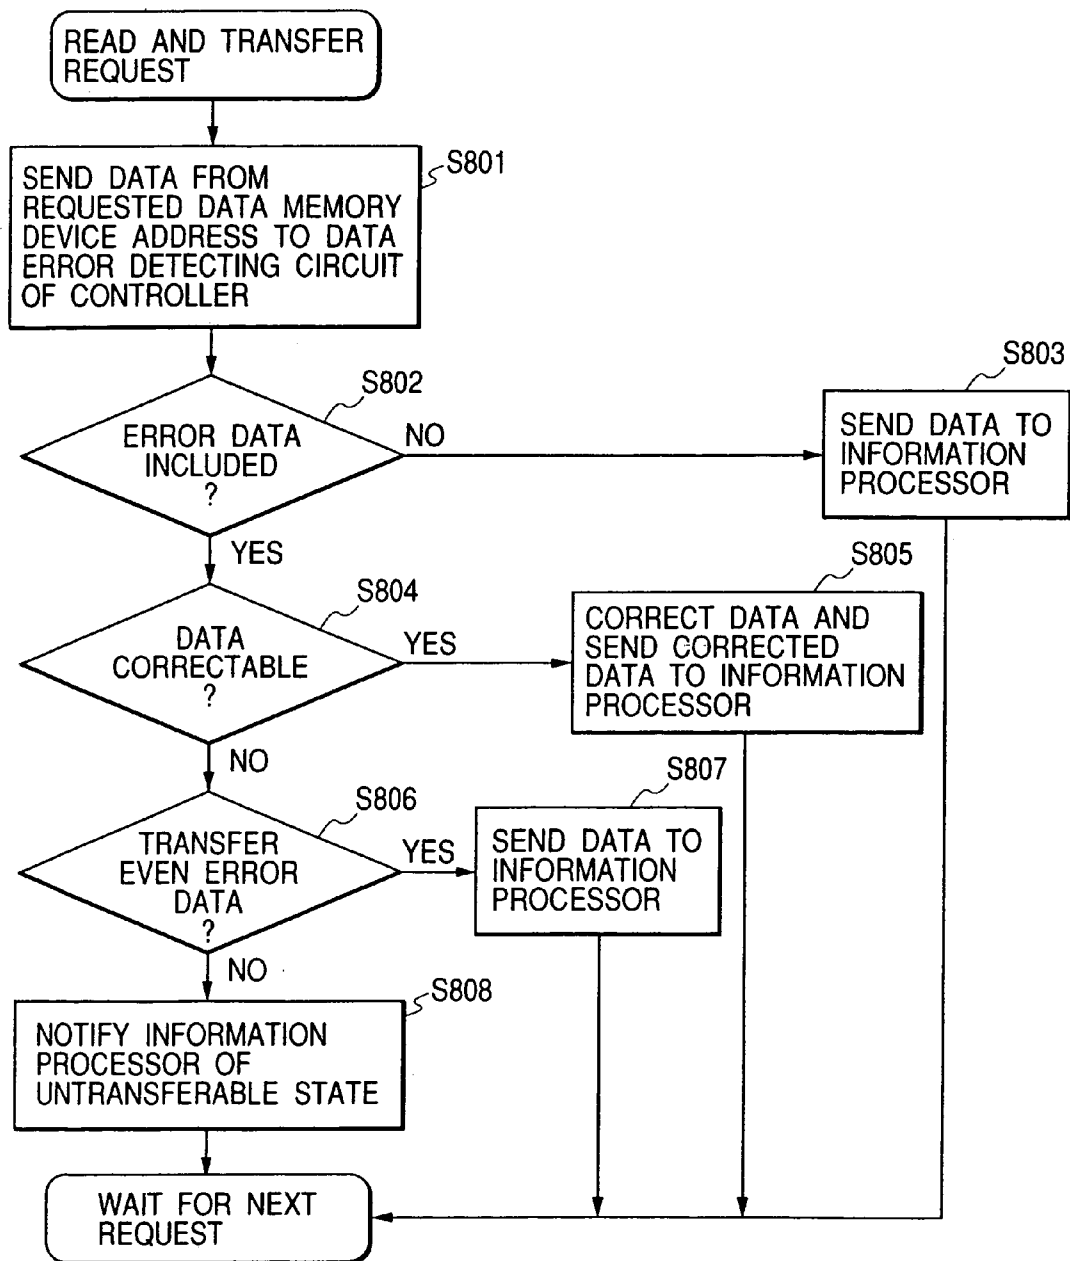 READ AND TRANSFER
REQUEST
S801
SEND DATA FROM
REQUESTED DATA MEMORY
DEVICE ADDRESS TO DATA
ERROR DETECTING CIRCUIT
OF CONTROLLER
S802
ERROR DATA
INCLUDED
?
NO
YES
S803
SEND DATA TO
INFORMATION
PROCESSOR
S804
DATA
CORRECTABLE
?
YES
NO
S805
CORRECT DATA AND
SEND CORRECTED
DATA TO INFORMATION
PROCESSOR
S806
TRANSFER
EVEN ERROR
DATA
?
YES
NO
S807
SEND DATA TO
INFORMATION
PROCESSOR
S808
NOTIFY INFORMATION
PROCESSOR OF
UNTRANSFERABLE STATE
WAIT FOR NEXT
REQUEST